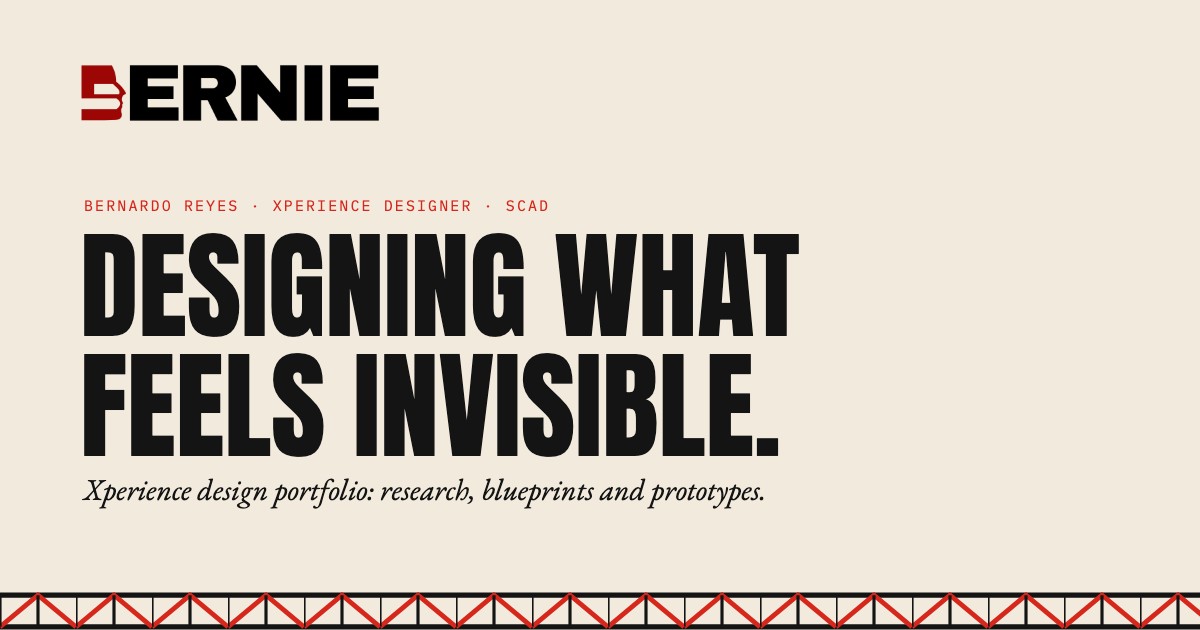 BERNIE
BERNARDO REYES · XPERIENCE DESIGNER · SCAD
DESIGNING WHAT
FEELS INVISIBLE.
Xperience design portfolio: research, blueprints and prototypes.